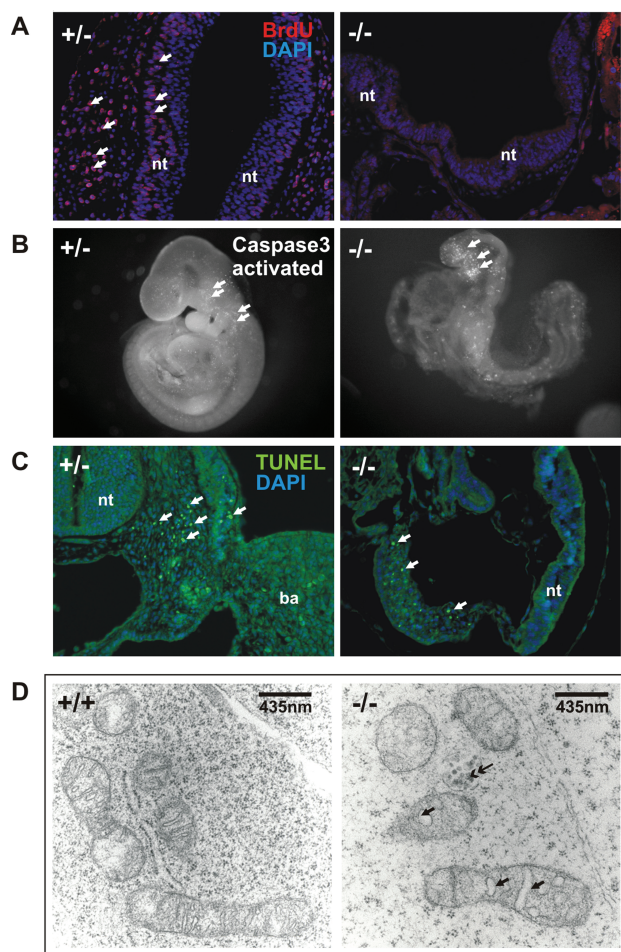 A
+/-
BrdU
DAPI
nt
nt
-/-
nt
nt
B
+/-
Caspase3
activated
-/-
C
+/-
TUNEL
DAPI
nt
ba
-/-
nt
D
+/+
435nm
-/-
435nm